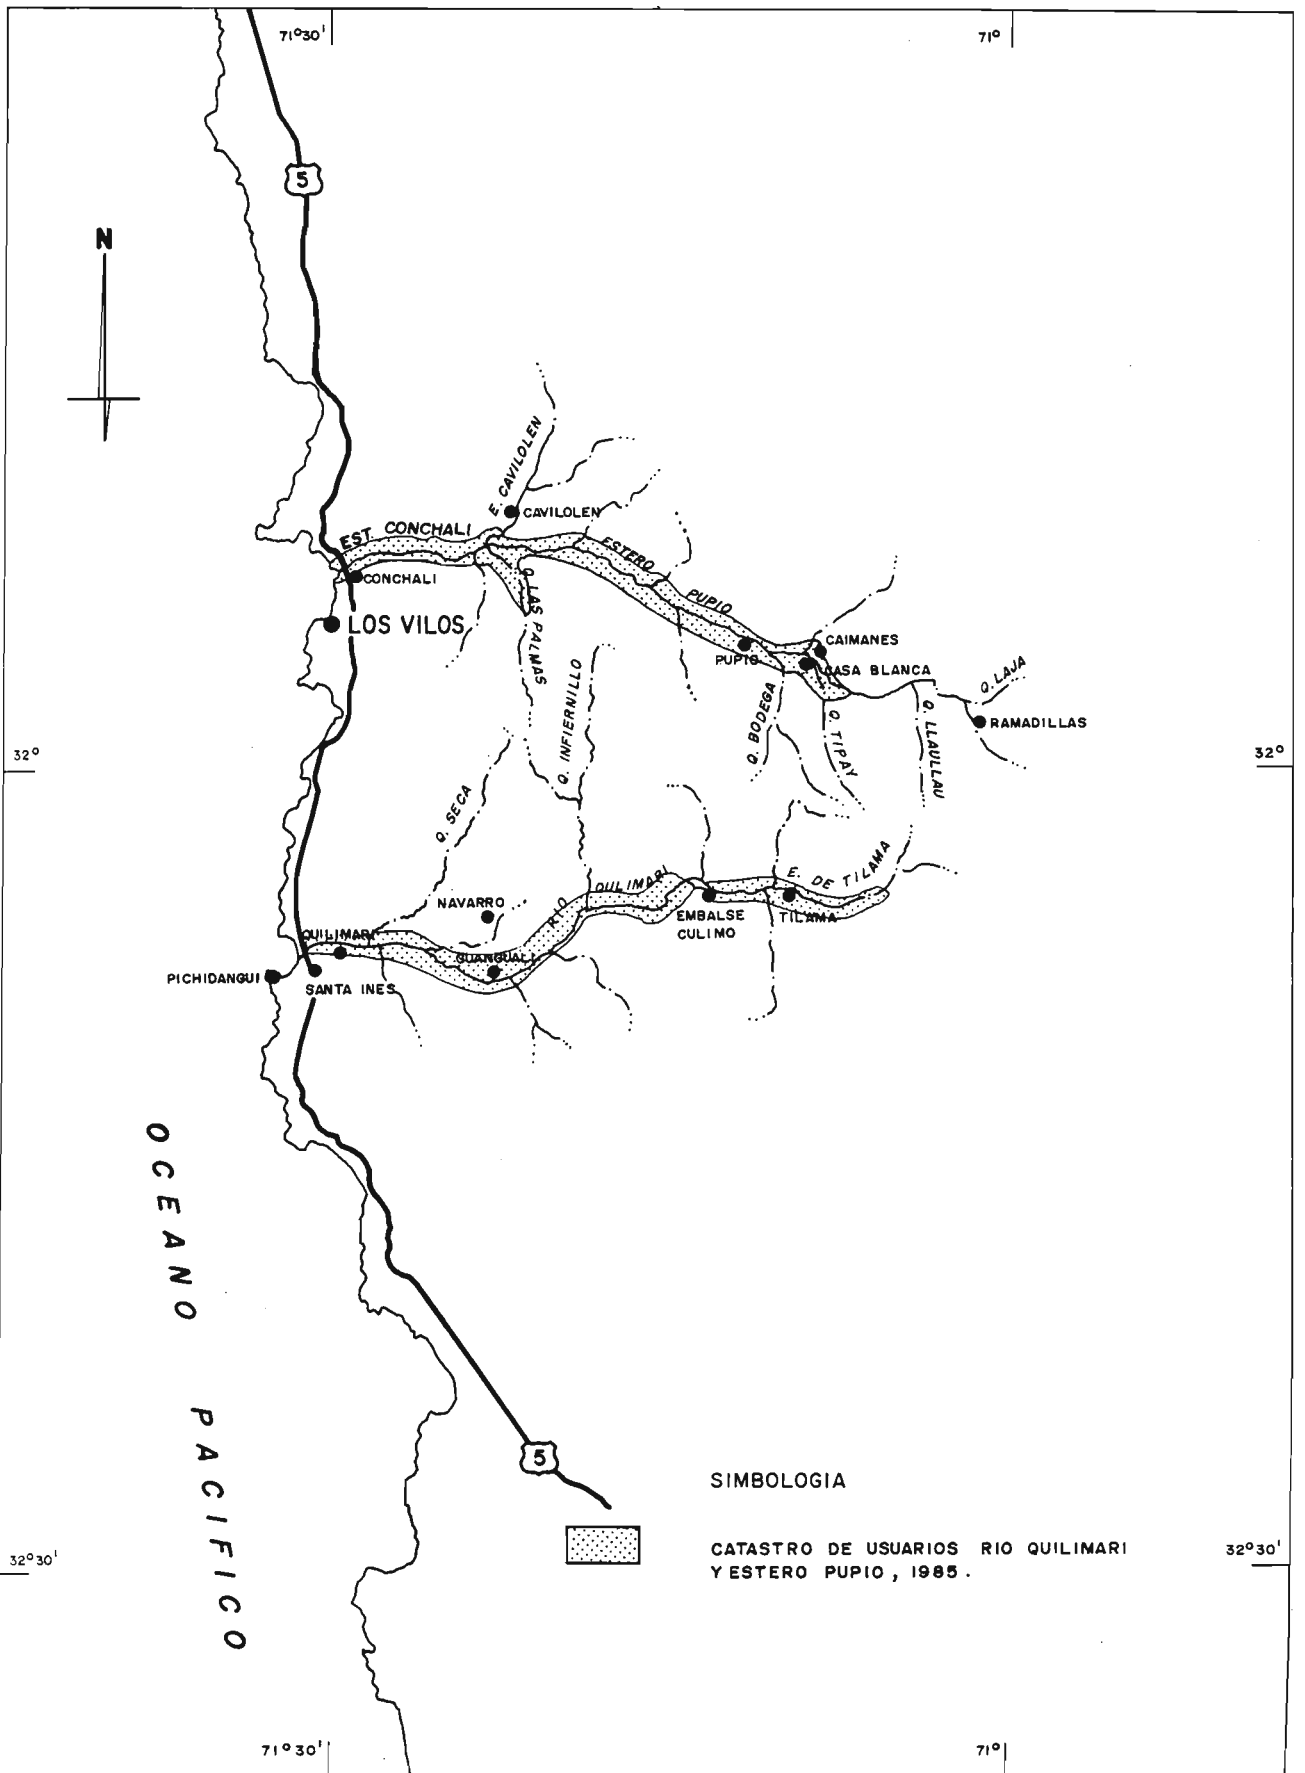 71°30'
71°
5
N
E. CAVILOLEN
CAVILOLEN
EST. CONCHALI
ESTERO
PUPIO
CONCHALI
Q. LAS PALMAS
LOS VILOS
CAIMANES
PUPIO
CASA BLANCA
Q. LAJA
RAMADILLAS
Q. INFIERNILLO
Q. BODEGA
Q. TIPAY
Q. LLAULLAU
32°
32°
Q. SECA
E. DE TILAMA
RIO QUILIMARI
NAVARRO
EMBALSE
CULIMO
TILAMA
QUILIMARI
GUANGUALI
PICHIDANGUI
SANTA INES
OCEANO PACIFICO
5
SIMBOLOGIA
CATASTRO DE USUARIOS RIO QUILIMARI
Y ESTERO PUPIO, 1985.
32°30'
32°30'
71°30'
71°